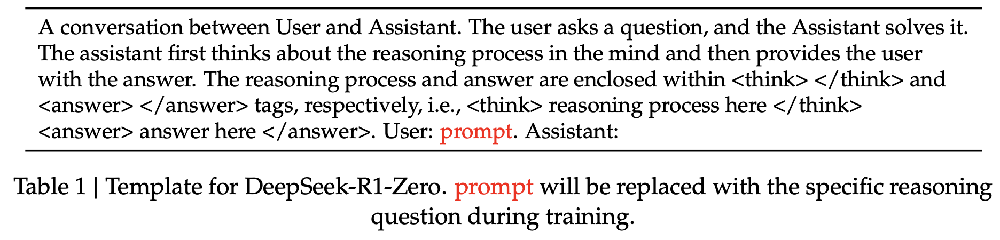 A conversation between User and Assistant. The user asks a question, and the Assistant solves it.
The assistant first thinks about the reasoning process in the mind and then provides the user
with the answer. The reasoning process and answer are enclosed within <think> </think> and
<answer> </answer> tags, respectively, i.e., <think> reasoning process here </think>
<answer> answer here </answer>. User: prompt. Assistant:
Table 1 | Template for DeepSeek-R1-Zero. prompt will be replaced with the specific reasoning
question during training.